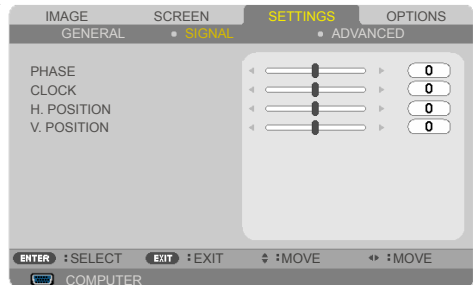 IMAGE SCREEN SETTINGS OPTIONS
GENERAL • SIGNAL • ADVANCED
PHASE 0
CLOCK 0
H. POSITION 0
V. POSITION 0
ENTER :SELECT EXIT :EXIT :MOVE :MOVE
COMPUTER